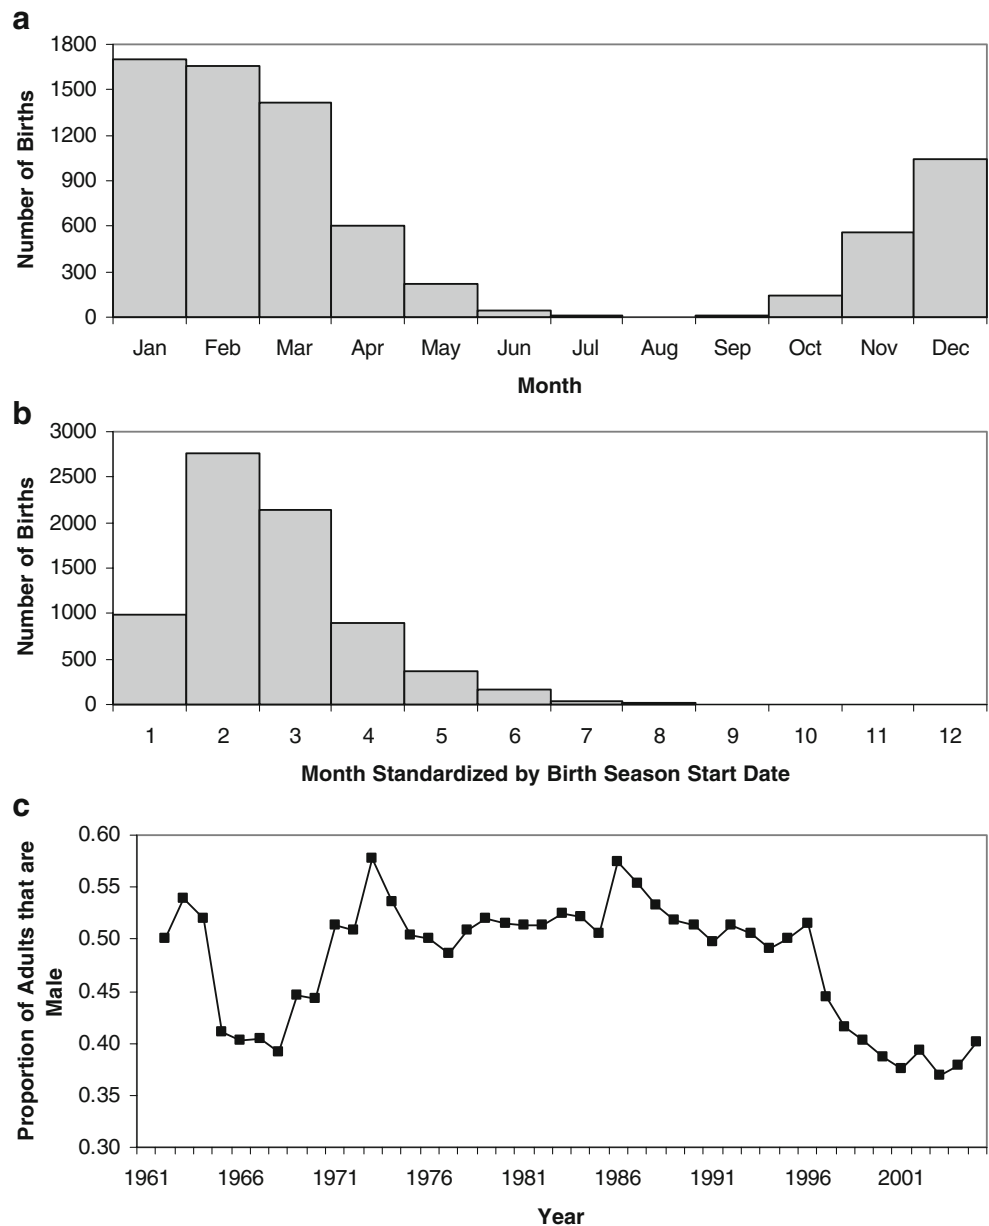 a
1800
1500
1200
900
600
300
0
Number of Births
Jan Feb Mar Apr May Jun Jul Aug Sep Oct Nov Dec
Month
b
3000
2500
2000
1500
1000
500
0
Number of Births
1 2 3 4 5 6 7 8 9 10 11 12
Month Standardized by Birth Season Start Date
c
0.60
0.55
0.50
0.45
0.40
0.35
0.30
Proportion of Adults that are
Male
1961 1966 1971 1976 1981 1986 1991 1996 2001
Year